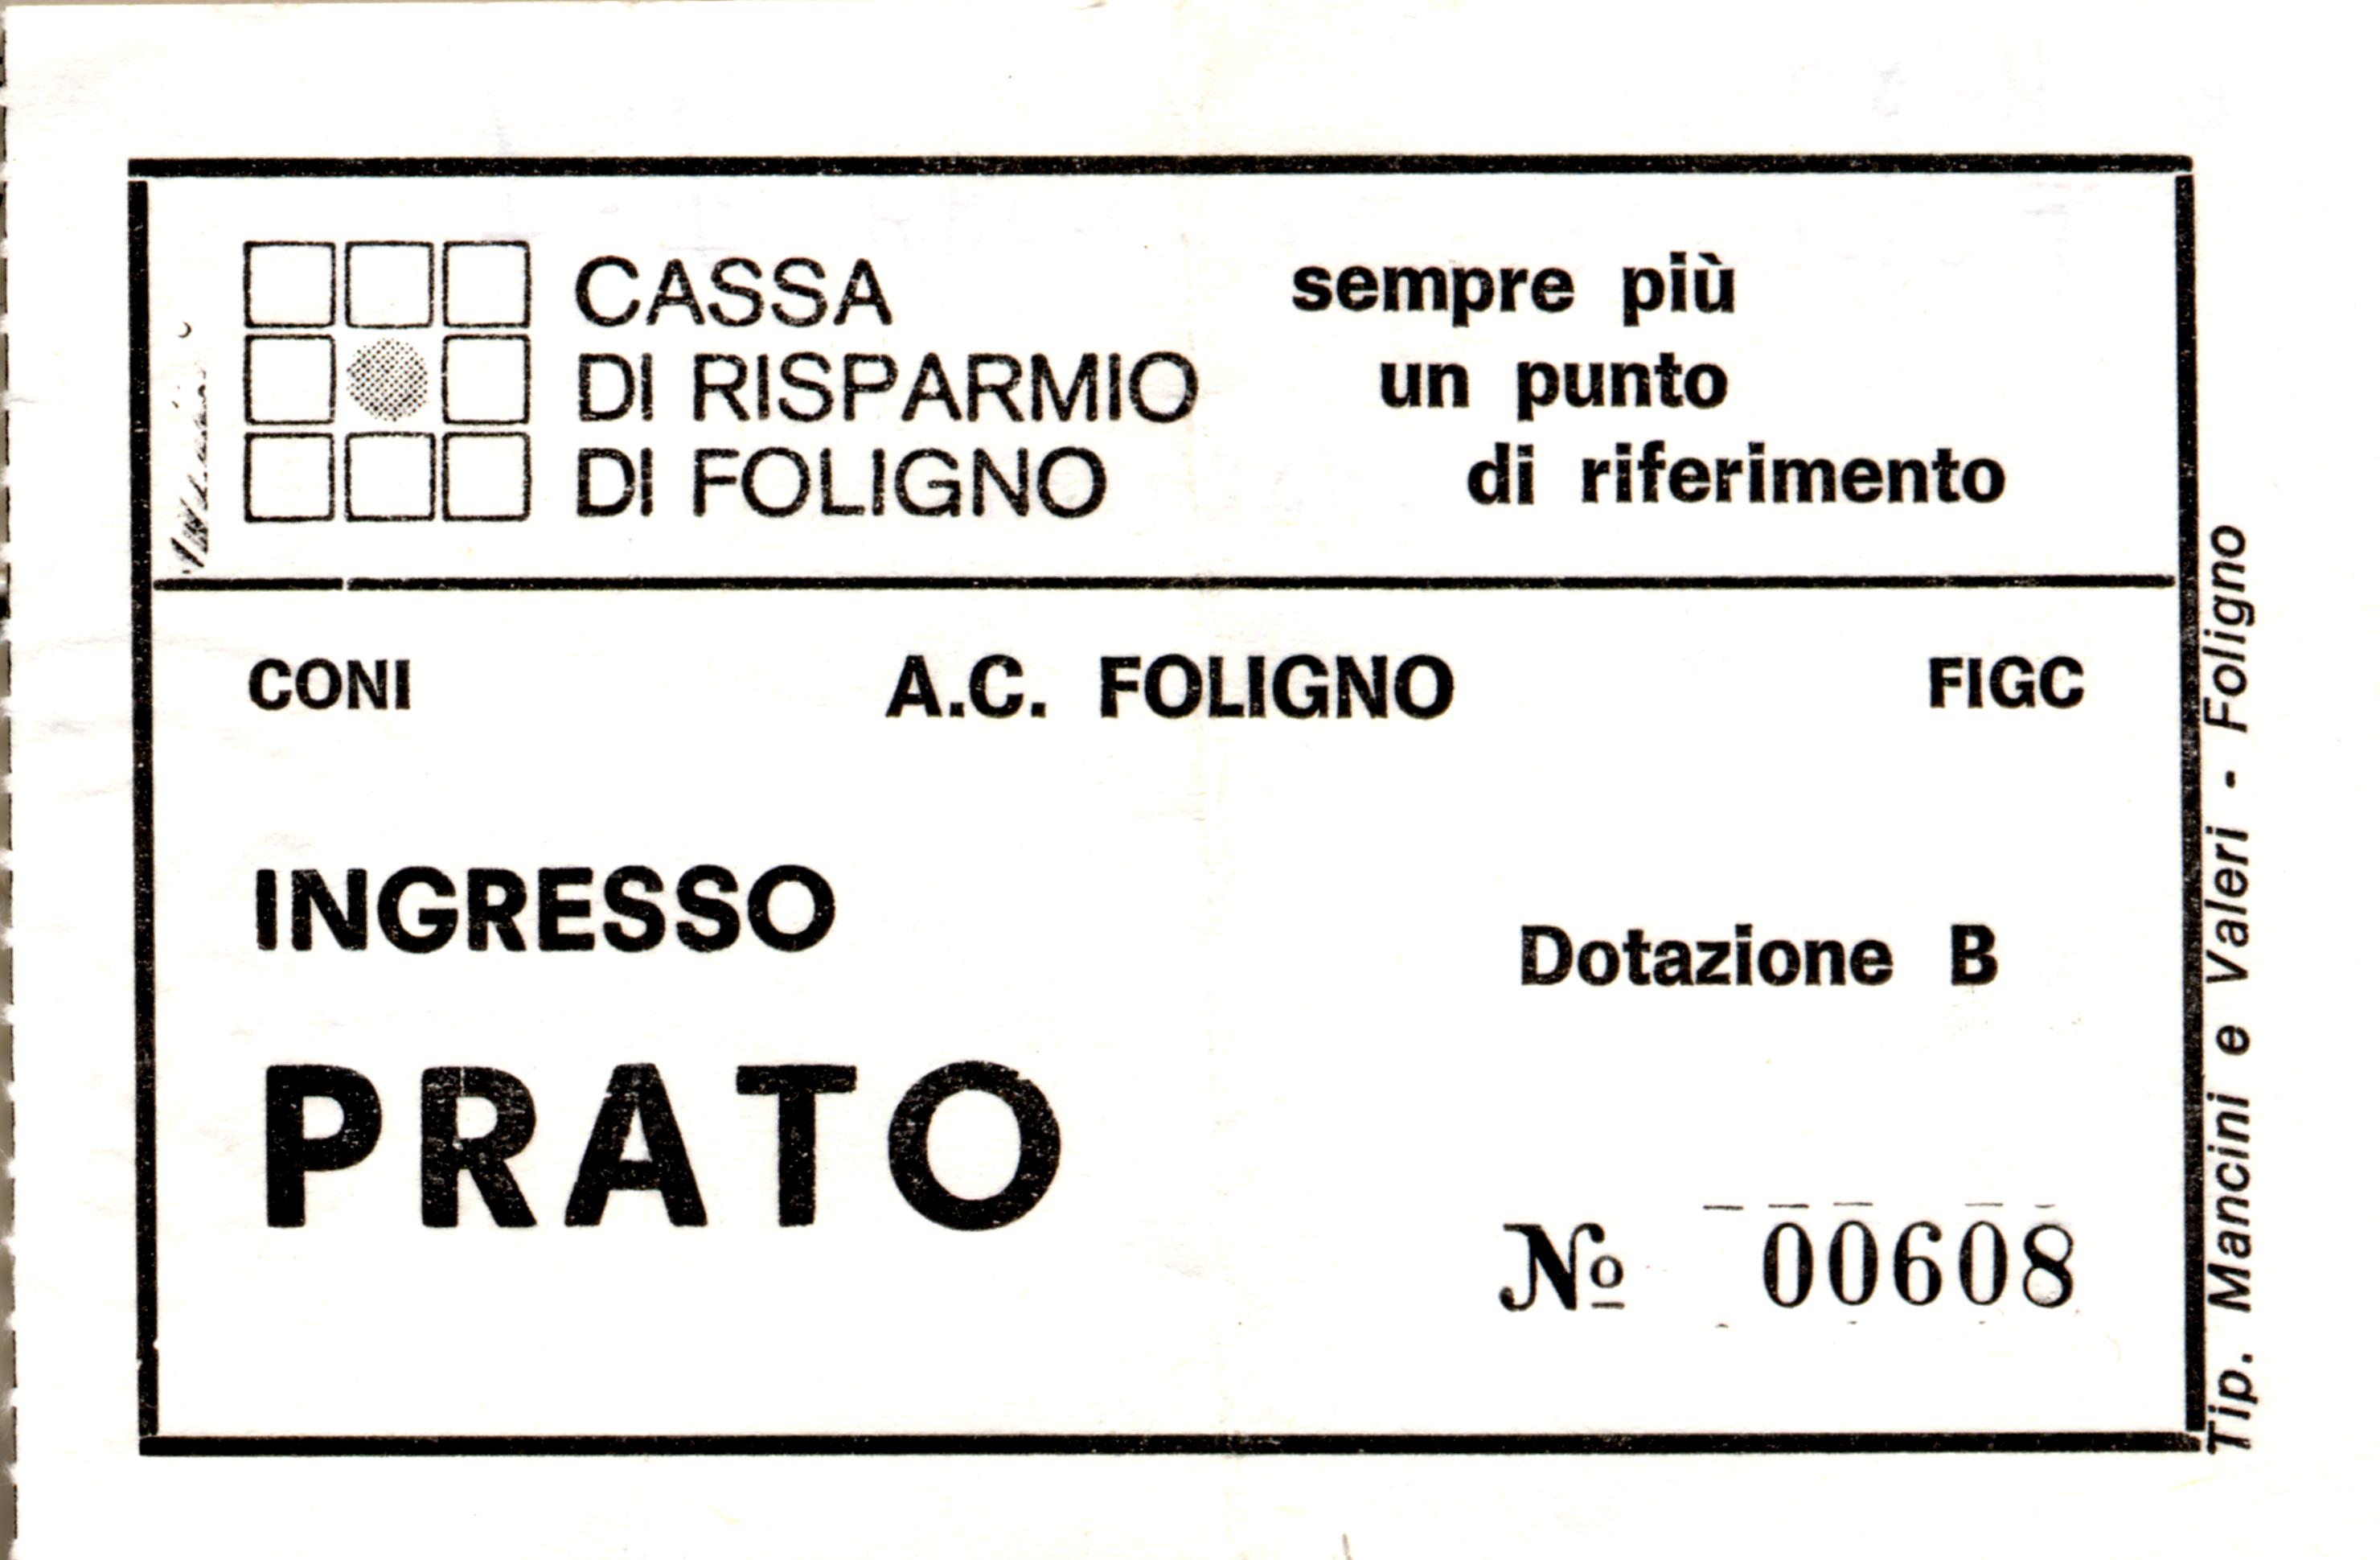 CASSA
DI RISPARMIO
DI FOLIGNO
sempre più
un punto
di riferimento
CONI A.C. FOLIGNO FIGC
INGRESSO
Dotazione B
PRATO
Nº 00608
Tip. Mancini e Valeri - Foligno